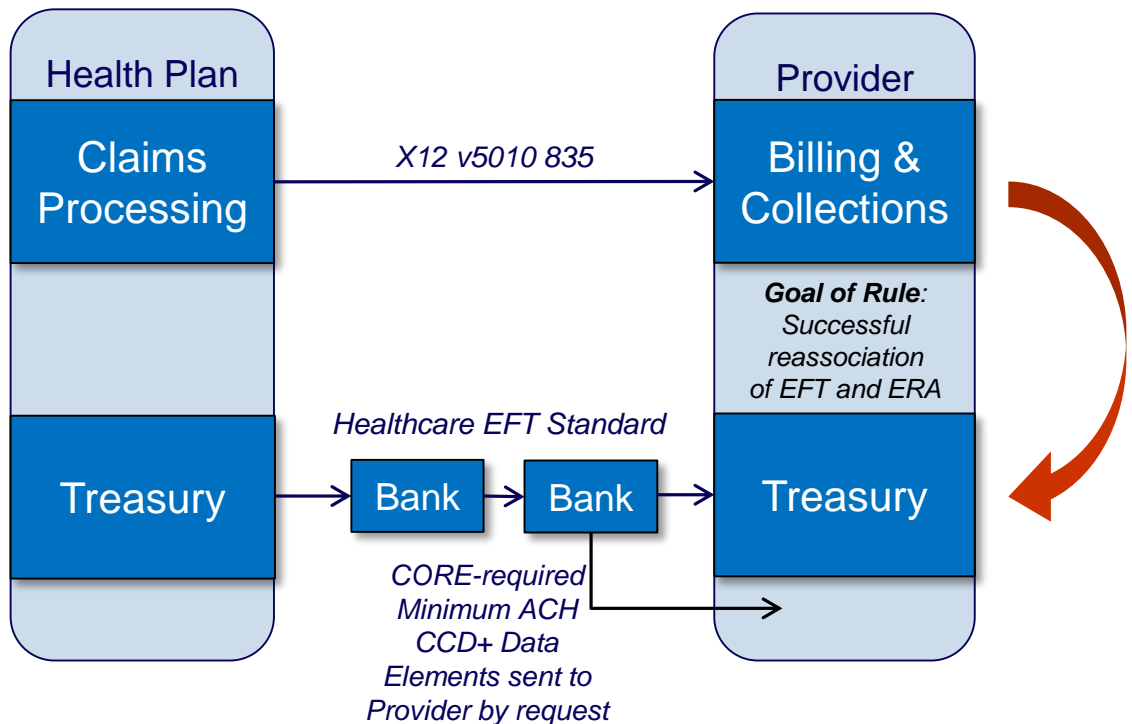 Health Plan
Provider
Claims
Processing
X12 v5010 835
Billing &
Collections
Goal of Rule:
Successful
reassociation
of EFT and ERA
Healthcare EFT Standard
Treasury
Bank
Bank
Treasury
CORE-required
Minimum ACH
CCD+ Data
Elements sent to
Provider by request